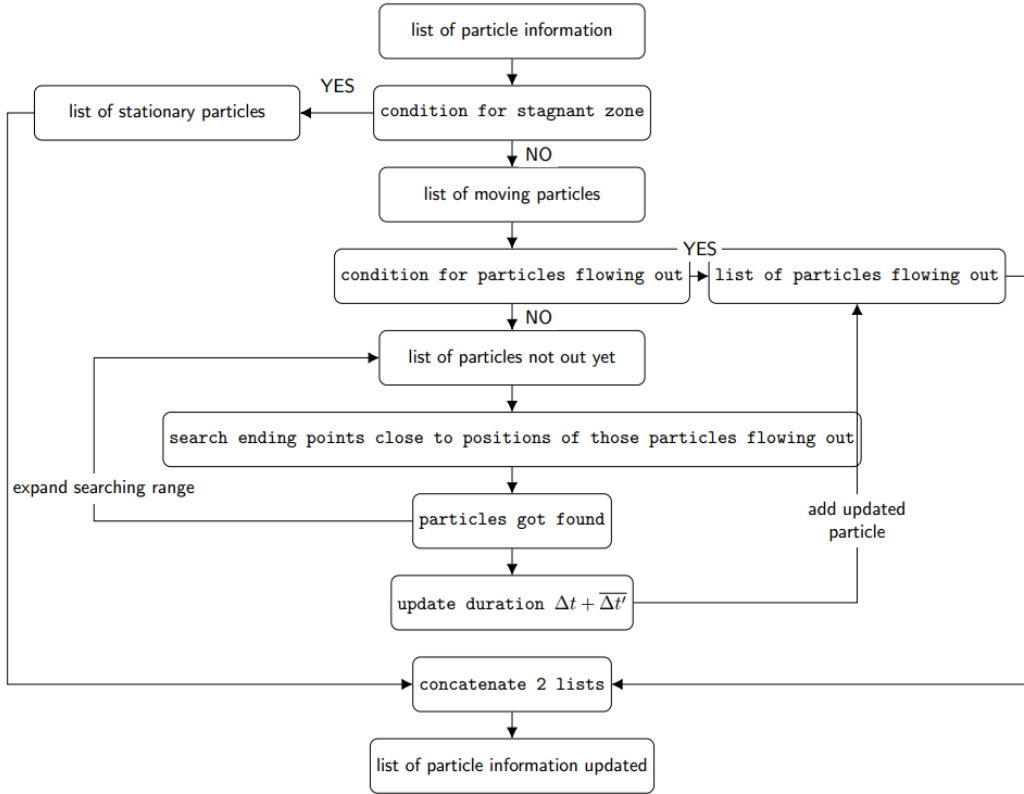 list of particle information
YES
list of stationary particles
condition for stagnant zone
NO
list of moving particles
YES
condition for particles flowing out
list of particles flowing out
NO
list of particles not out yet
search ending points close to positions of those particles flowing out
expand searching range
particles got found
add updated
particle
update duration Δt + \overline{Δt′}
concatenate 2 lists
list of particle information updated